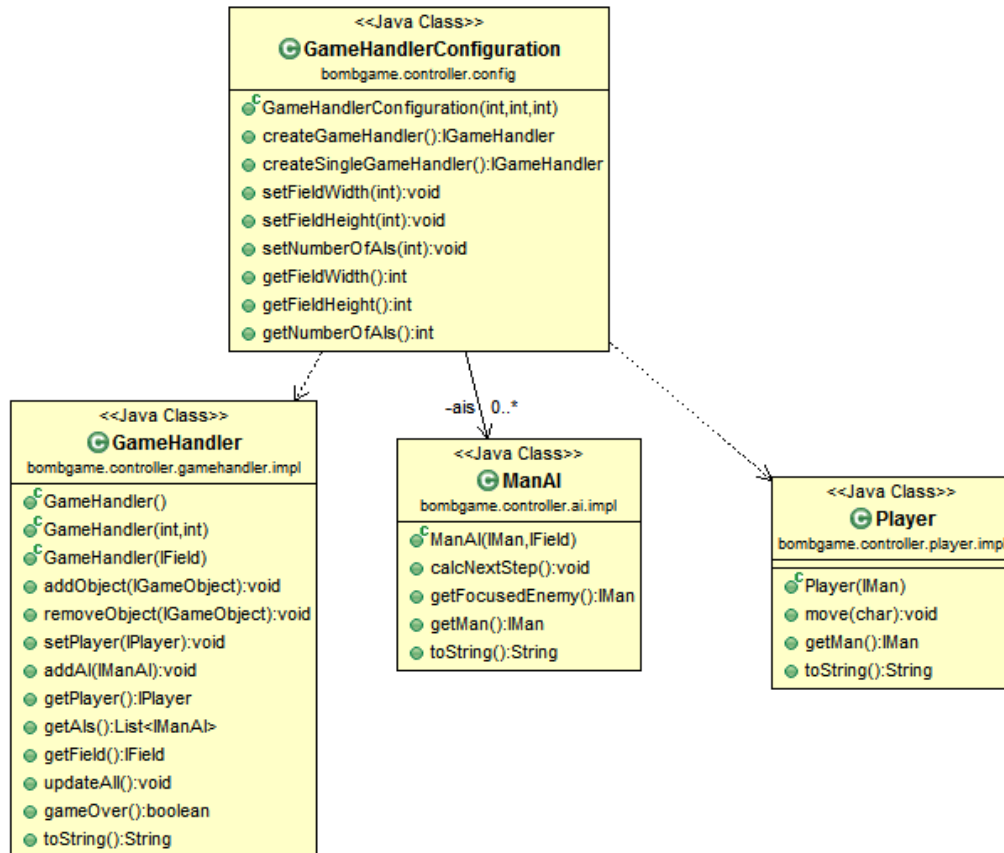 <<Java Class>>
GameHandlerConfiguration
bombgame.controller.config
GameHandlerConfiguration(int,int,int)
createGameHandler():IGameHandler
createSingleGameHandler():IGameHandler
setFieldWidth(int):void
setFieldHeight(int):void
setNumberOfAIs(int):void
getFieldWidth():int
getFieldHeight():int
getNumberOfAIs():int
-ais 0..*
<<Java Class>>
GameHandler
bombgame.controller.gamehandler.impl
GameHandler()
GameHandler(int,int)
GameHandler(IField)
addObject(IGameObject):void
removeObject(IGameObject):void
setPlayer(IPlayer):void
addAI(IManAI):void
getPlayer():IPlayer
getAIs():List<IManAI>
getField():IField
updateAll():void
gameOver():boolean
toString():String
<<Java Class>>
ManAI
bombgame.controller.ai.impl
ManAI(IMan,IField)
calcNextStep():void
getFocusedEnemy():IMan
getMan():IMan
toString():String
<<Java Class>>
Player
bombgame.controller.player.impl
Player(IMan)
move(char):void
getMan():IMan
toString():String